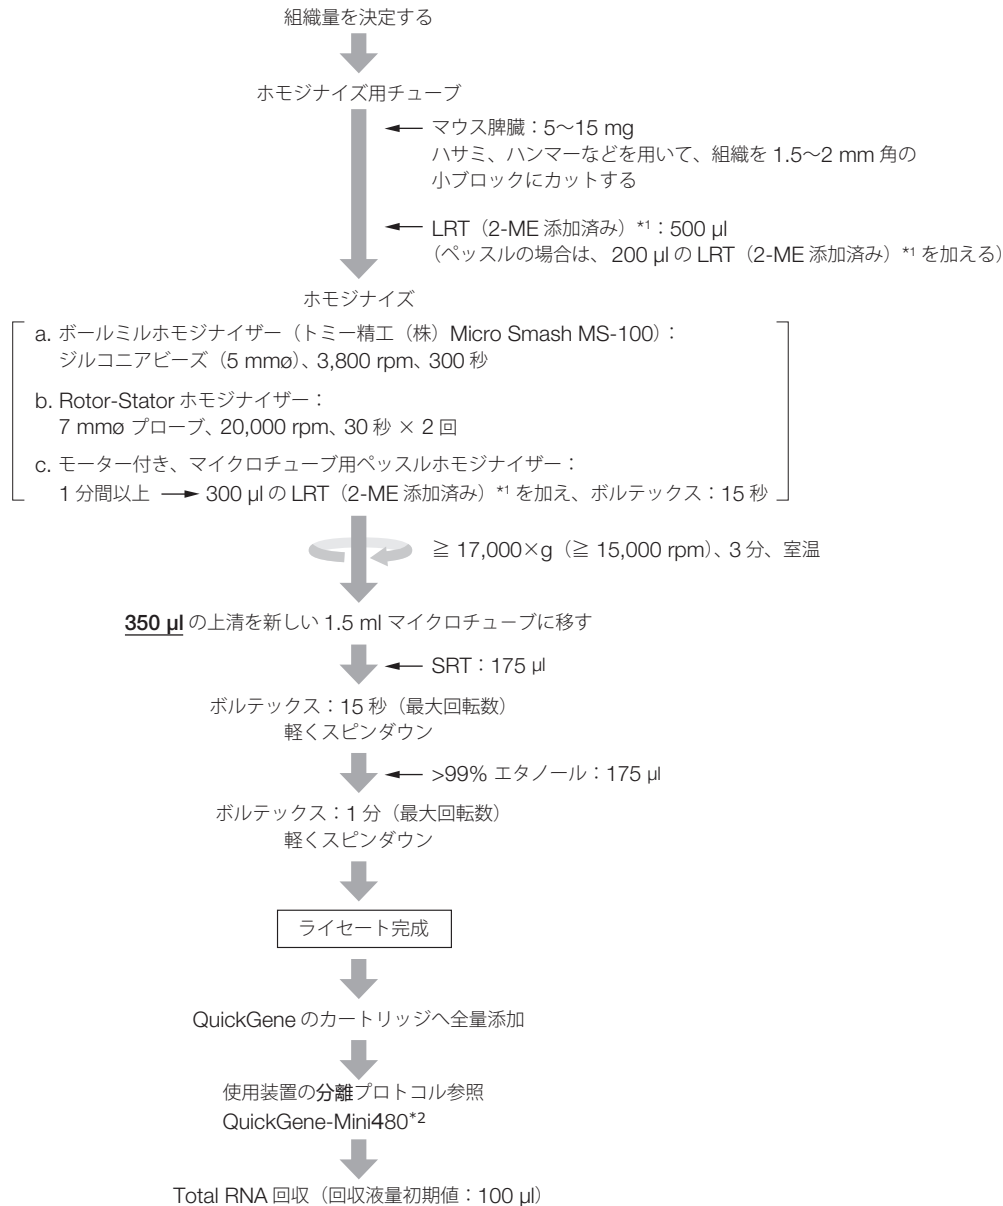 組織量を決定する
ホモジナイズ用チューブ
マウス脾臓：5〜15 mg
ハサミ、ハンマーなどを用いて、組織を 1.5〜2 mm 角の
小ブロックにカットする
LRT（2-ME 添加済み）*1：500 µl
（ペッスルの場合は、200 µl の LRT（2-ME 添加済み）*1 を加える）
ホモジナイズ
a. ボールミルホモジナイザー（トミー精工（株）Micro Smash MS-100）：
ジルコニアビーズ（5 mmø）、3,800 rpm、300 秒
b. Rotor-Stator ホモジナイザー：
7 mmø プローブ、20,000 rpm、30 秒 × 2 回
c. モーター付き、マイクロチューブ用ペッスルホモジナイザー：
1 分間以上 → 300 µl の LRT（2-ME 添加済み）*1 を加え、ボルテックス：15 秒
≧ 17,000×g（≧ 15,000 rpm）、3 分、室温
350 µl の上清を新しい 1.5 ml マイクロチューブに移す
SRT：175 µl
ボルテックス：15 秒（最大回転数）
軽くスピンダウン
>99% エタノール：175 µl
ボルテックス：1 分（最大回転数）
軽くスピンダウン
ライセート完成
QuickGene のカートリッジへ全量添加
使用装置の分離プロトコル参照
QuickGene-Mini480*2
Total RNA 回収（回収液量初期値：100 µl）